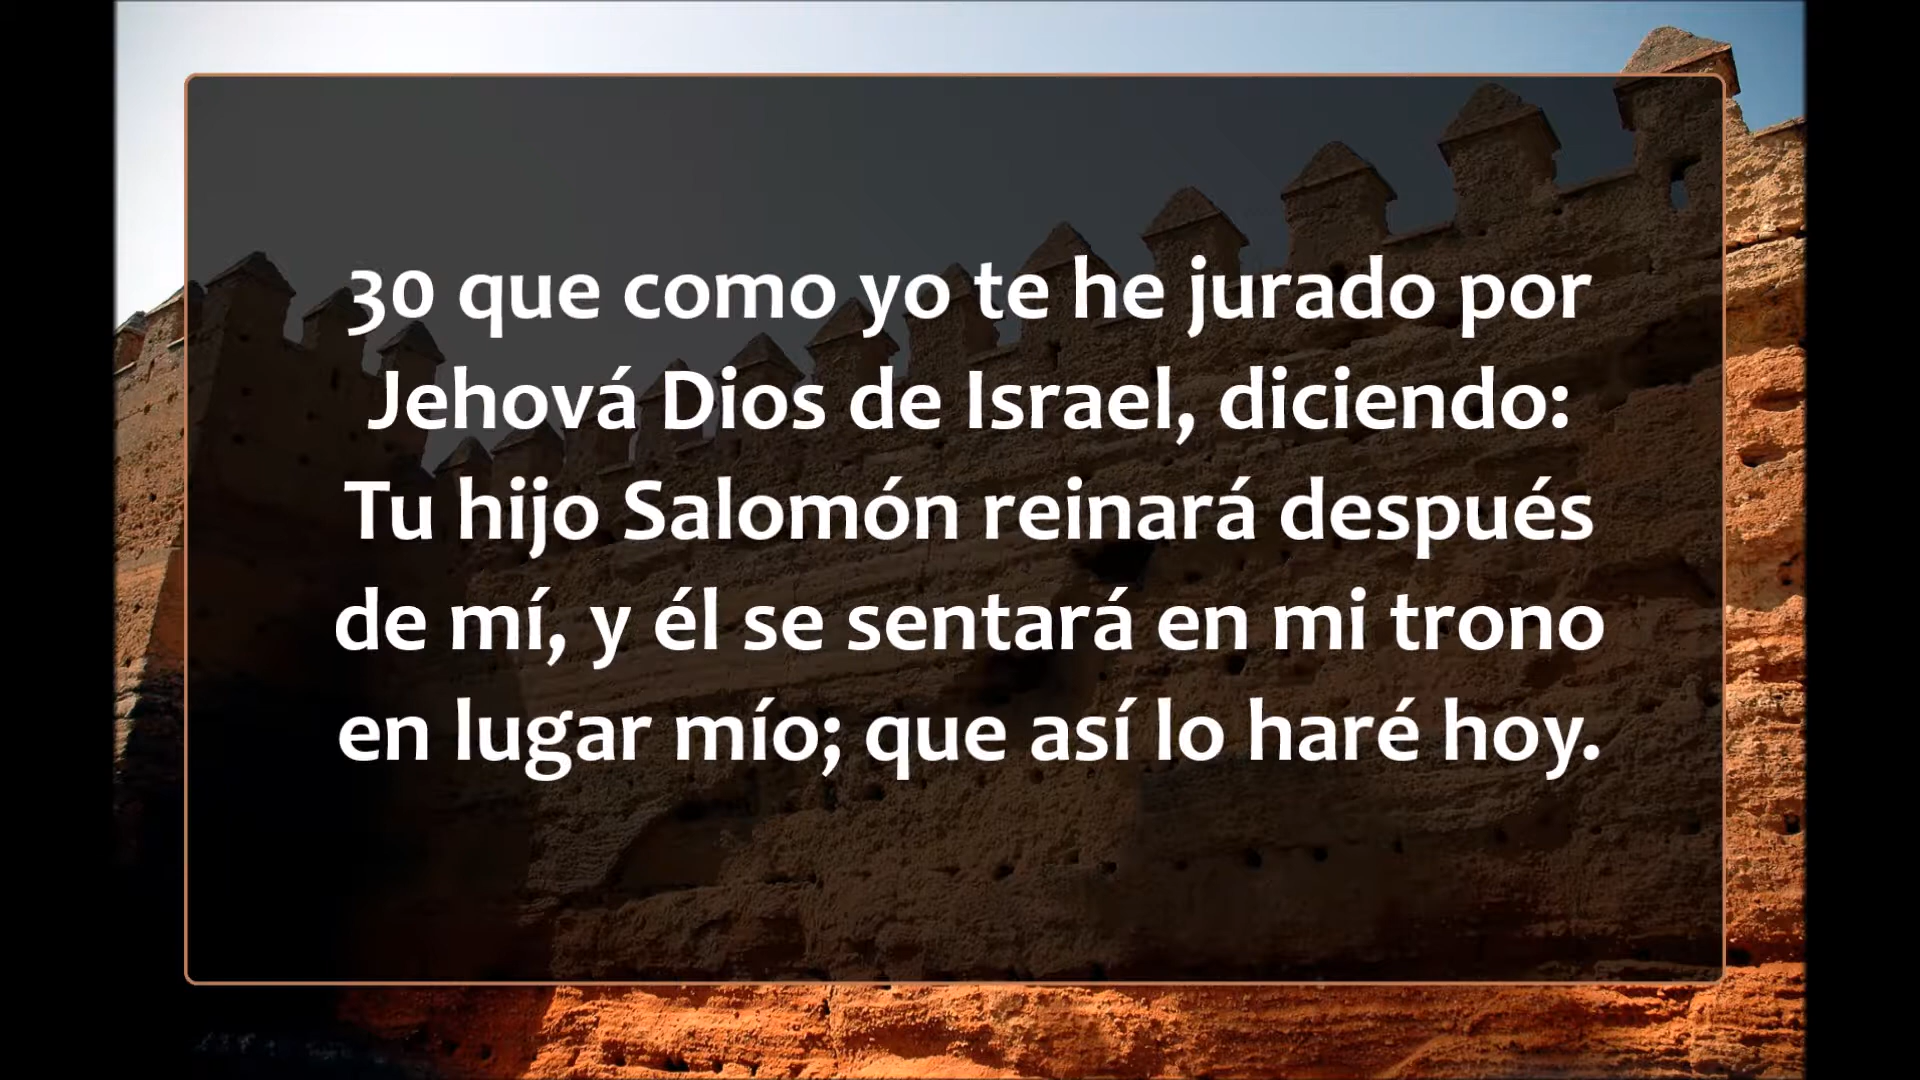 30 que como yo te he jurado por
Jehová Dios de Israel, diciendo:
Tu hijo Salomón reinará después
de mí, y él se sentará en mi trono
en lugar mío; que así lo haré hoy.